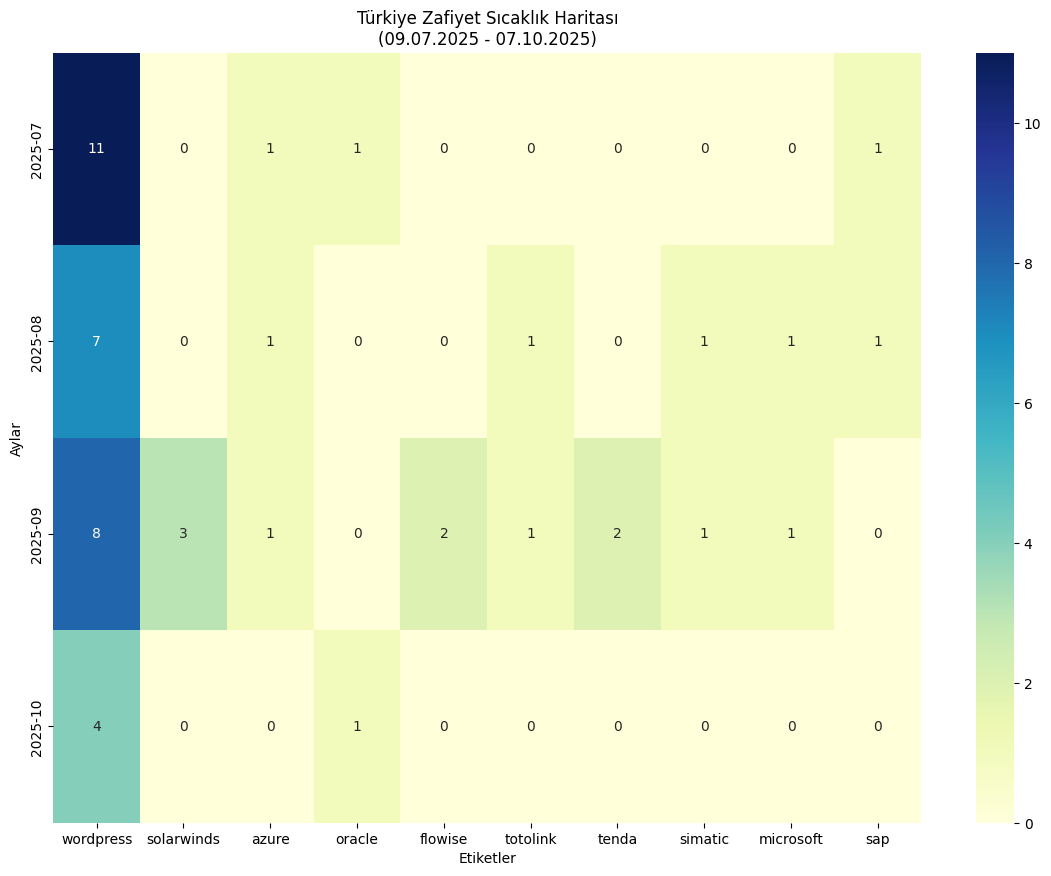 Türkiye Zafiyet Sıcaklık Haritası
(09.07.2025 - 07.10.2025)
Aylar
2025-07
11 0 1 1 0 0 0 0 0 1
2025-08
7 0 1 0 0 1 0 1 1 1
2025-09
8 3 1 0 2 1 2 1 1 0
2025-10
4 0 0 1 0 0 0 0 0 0
wordpress solarwinds azure oracle flowise totolink tenda simatic microsoft sap
Etiketler
10
8
6
4
2
0